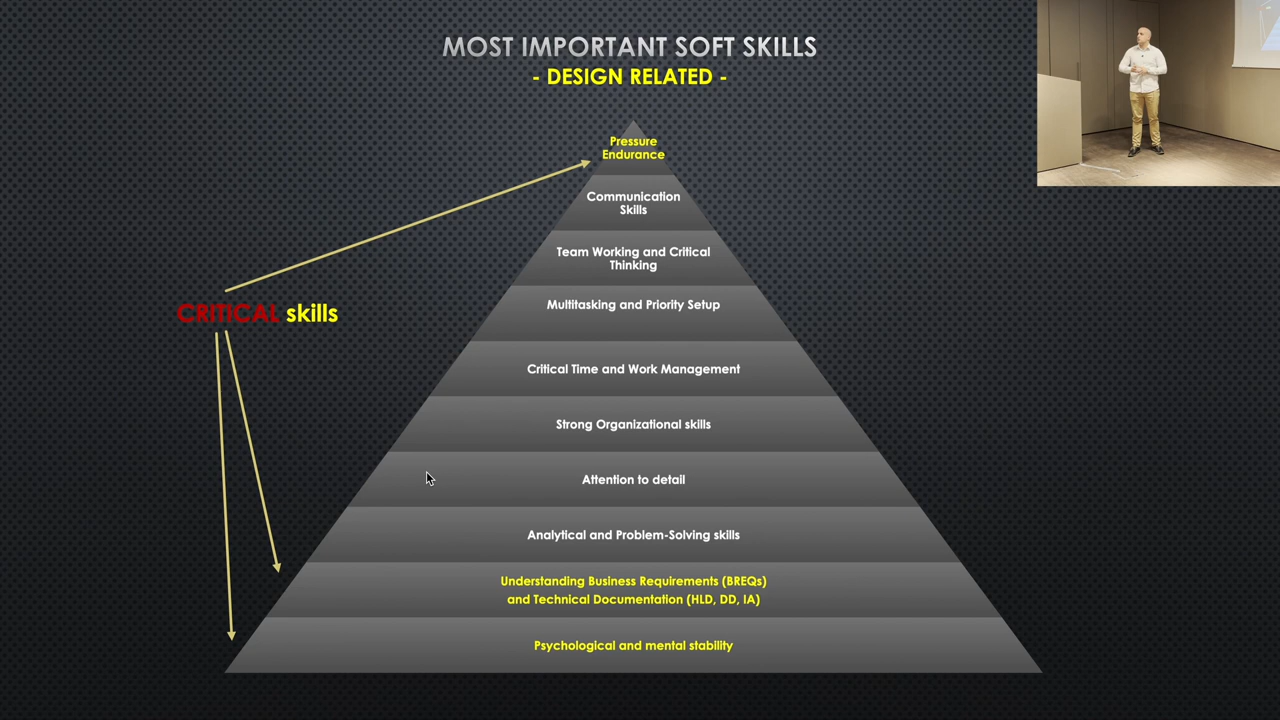 MOST IMPORTANT SOFT SKILLS
- DESIGN RELATED -
Pressure
Endurance
Communication
Skills
Team Working and Critical
Thinking
Multitasking and Priority Setup
CRITICAL skills
Critical Time and Work Management
Strong Organizational skills
Attention to detail
Analytical and Problem-Solving skills
Understanding Business Requirements (BREQs)
and Technical Documentation (HLD, DD, IA)
Psychological and mental stability